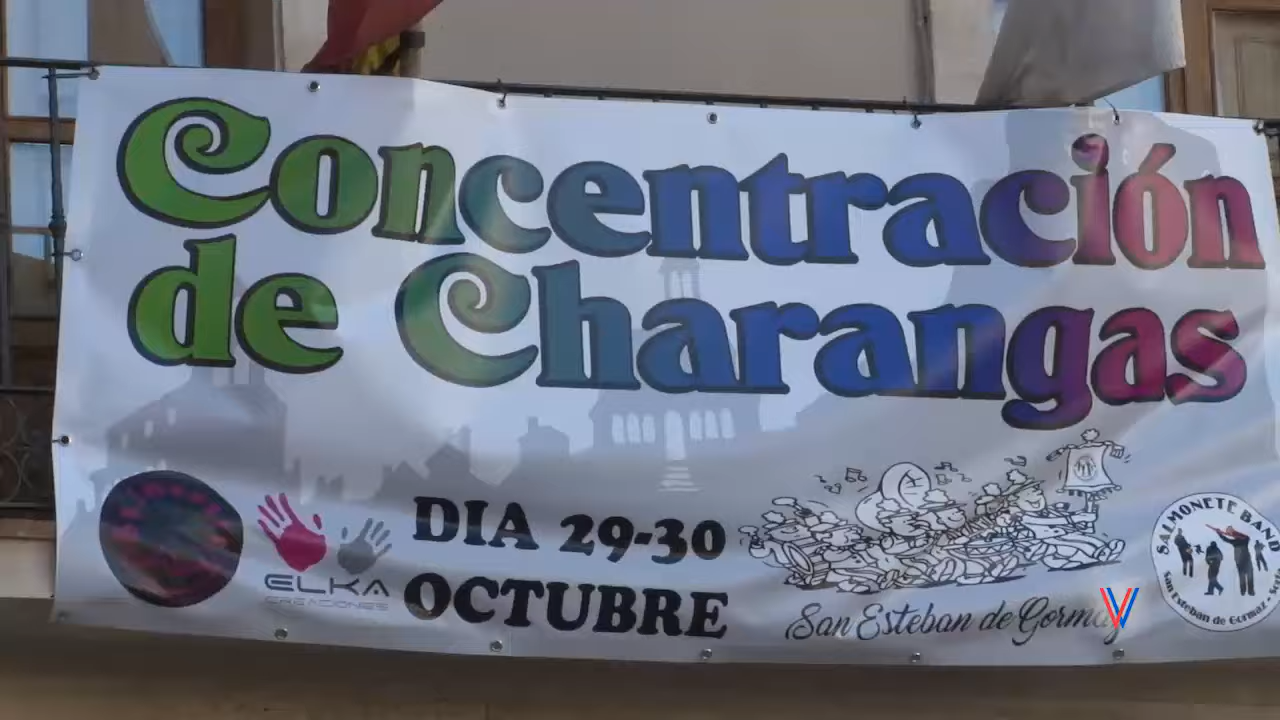 Concentración
de Charangas
DIA 29-30
OCTUBRE
ELKA
CREACIONES
San Esteban de Gormaz
SALMONETE BAND
San Esteban de Gormaz - Soria
V